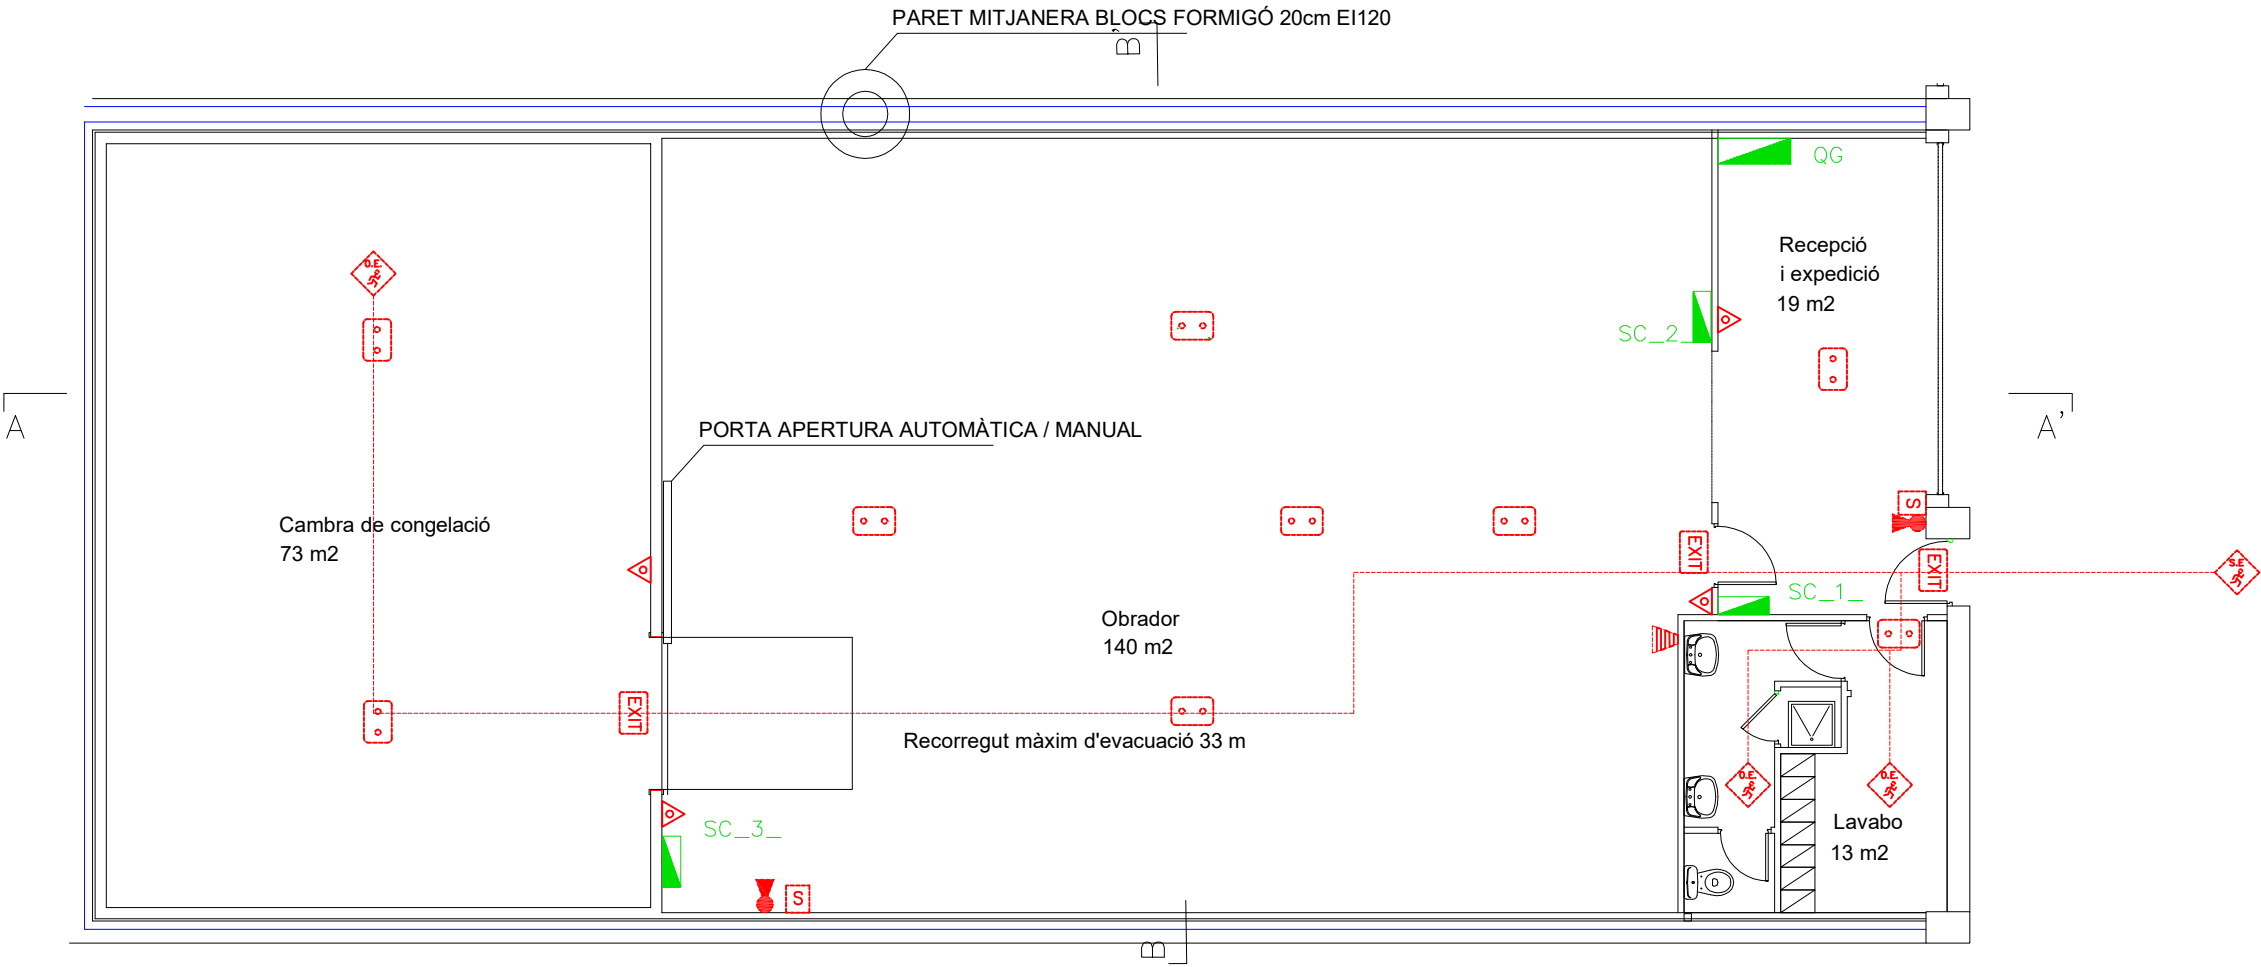 PARET MITJANERA BLOCS FORMIGÓ 20cm EI120
B'
QG
Recepció
i expedició
19 m2
O.E.
SC_2_
A
A'
PORTA APERTURA AUTOMÀTICA / MANUAL
S
Cambra de congelació
73 m2
EXIT
EXIT
S.E
SC_1_
Obrador
140 m2
EXIT
Recorregut màxim d'evacuació 33 m
O.E.
O.E.
SC_3_
Lavabo
13 m2
S
B